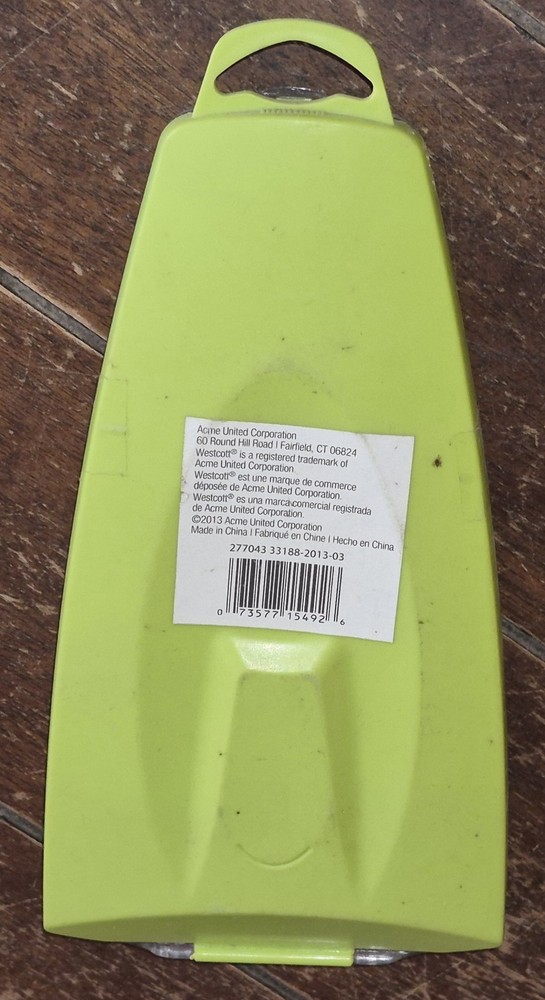 Acme United Corporation
60 Round Hill Road | Fairfield, CT 06824
Westcott® is a registered trademark of
Acme United Corporation.
Westcott® est une marque de commerce
déposée de Acme United Corporation.
Westcott® es una marca comercial registrada
de Acme United Corporation.
©2013 Acme United Corporation
Made in China | Fabriqué en Chine | Hecho en China
277043 33188-2013-03
0 73577 15492 6